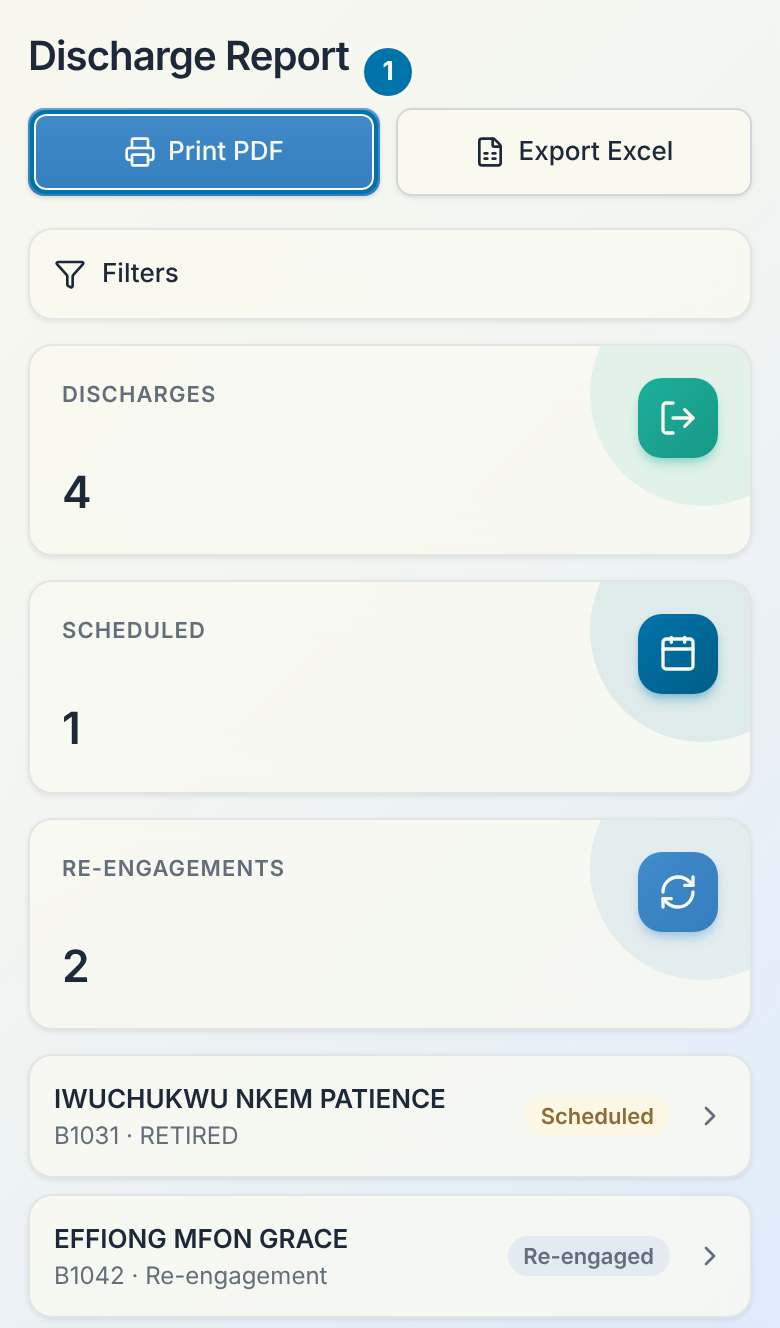 Discharge Report
1
Print PDF
Export Excel
Filters
DISCHARGES
4
SCHEDULED
1
RE-ENGAGEMENTS
2
IWUCHUKWU NKEM PATIENCE
Scheduled
B1031 · RETIRED
EFFIONG MFON GRACE
Re-engaged
B1042 · Re-engagement